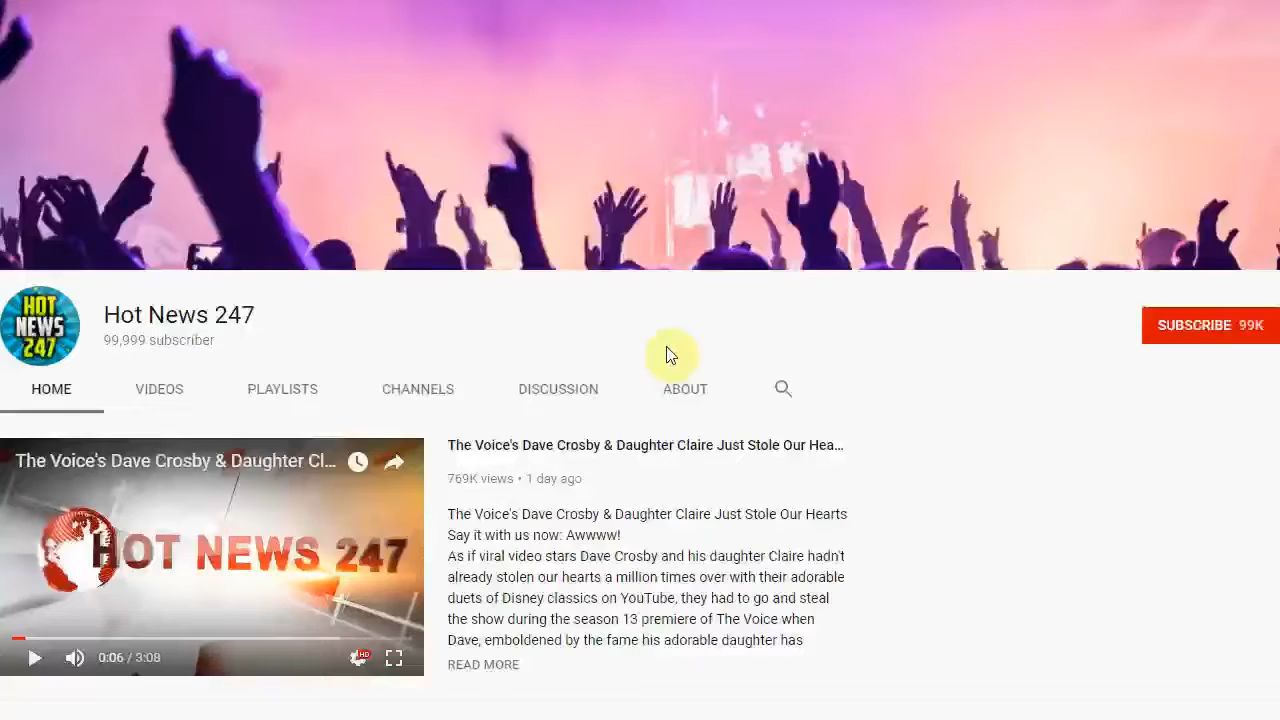 HOT
NEWS
247
Hot News 247
99,999 subscriber
SUBSCRIBE 99K
HOME VIDEOS PLAYLISTS CHANNELS DISCUSSION ABOUT
The Voice's Dave Crosby & Daughter Cl...
HOT NEWS 247
HD
0:06 / 3:08
The Voice's Dave Crosby & Daughter Claire Just Stole Our Hea...
769K views • 1 day ago
The Voice's Dave Crosby & Daughter Claire Just Stole Our Hearts
Say it with us now: Awwww!
As if viral video stars Dave Crosby and his daughter Claire hadn't
already stolen our hearts a million times over with their adorable
duets of Disney classics on YouTube, they had to go and steal
the show during the season 13 premiere of The Voice when
Dave, emboldened by the fame his adorable daughter has
READ MORE